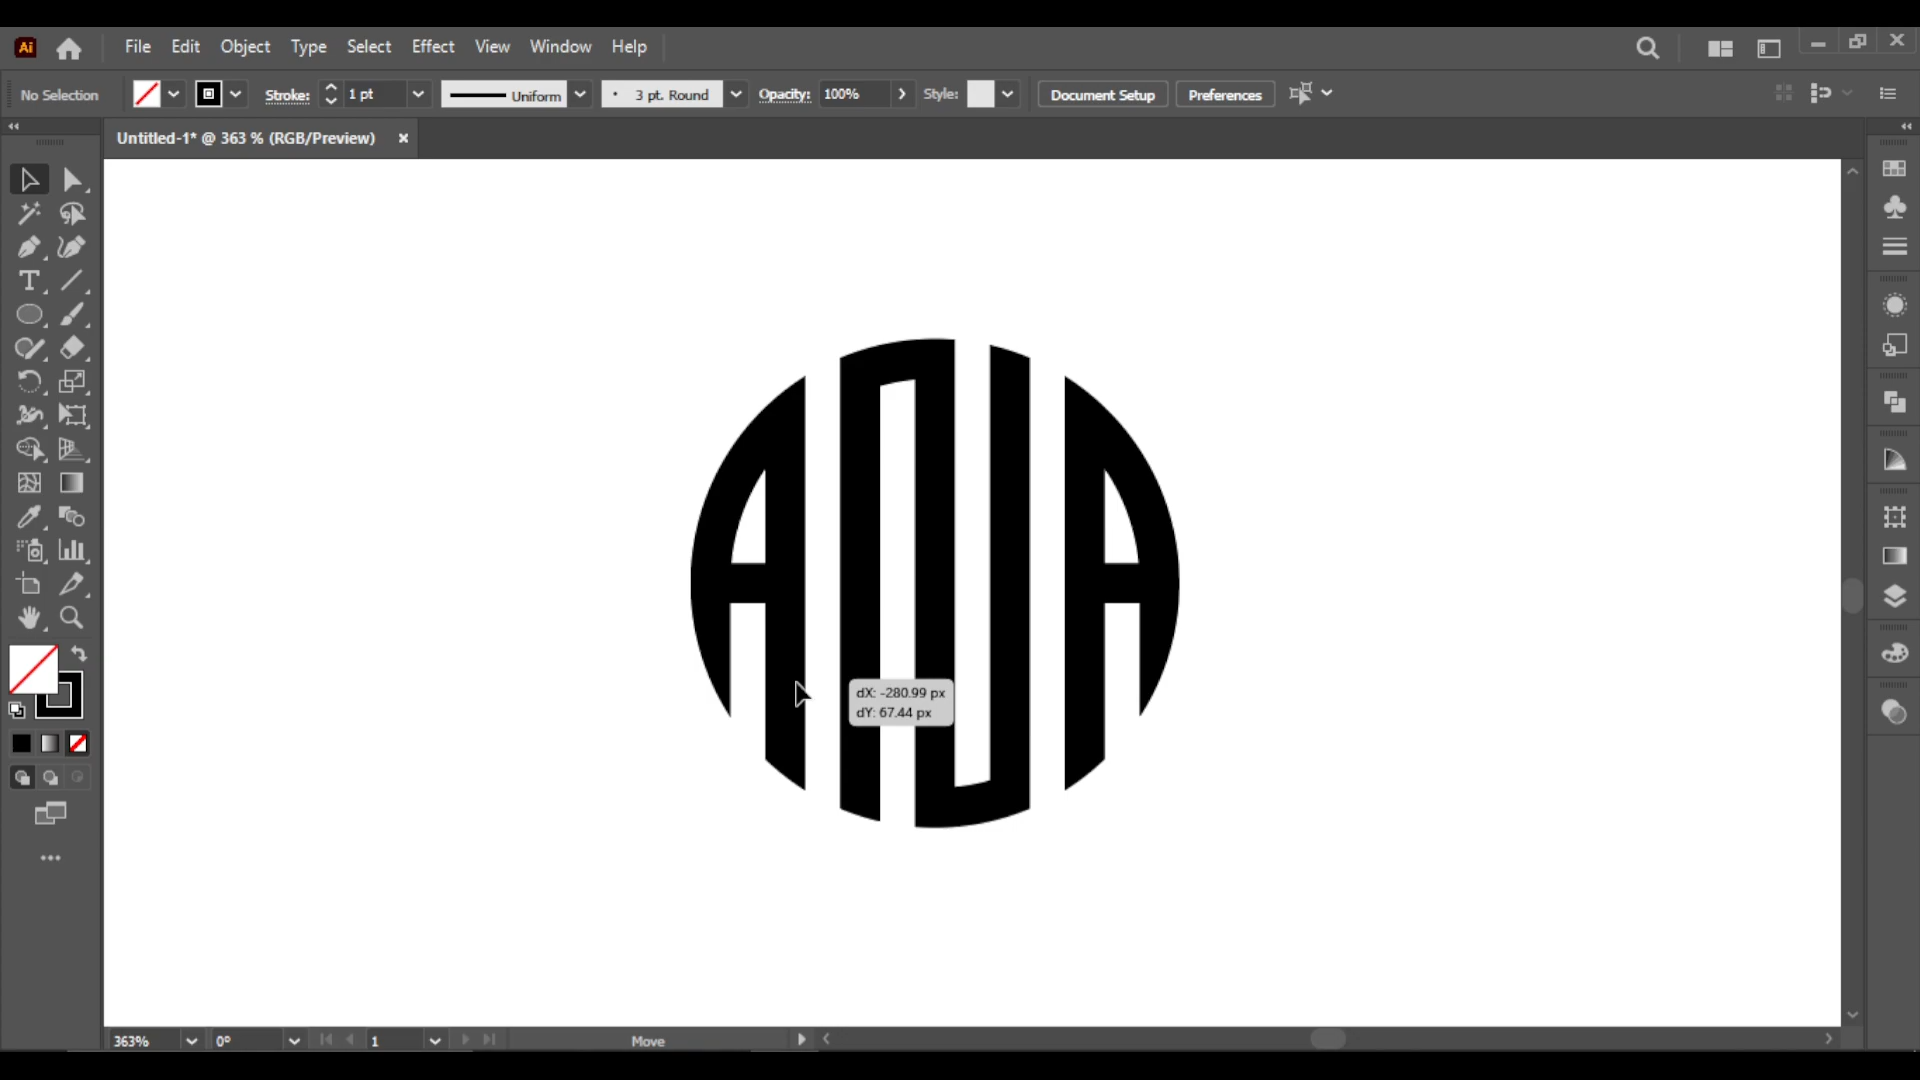 Ai File Edit Object Type Select Effect View Window Help
No Selection Stroke: 1 pt Uniform 3 pt. Round Opacity: 100% Style: Document Setup Preferences
Untitled-1* @ 363 % (RGB/Preview)
ANA
dX: -280.99 px
dY: 67.44 px
363% 0° 1 Move